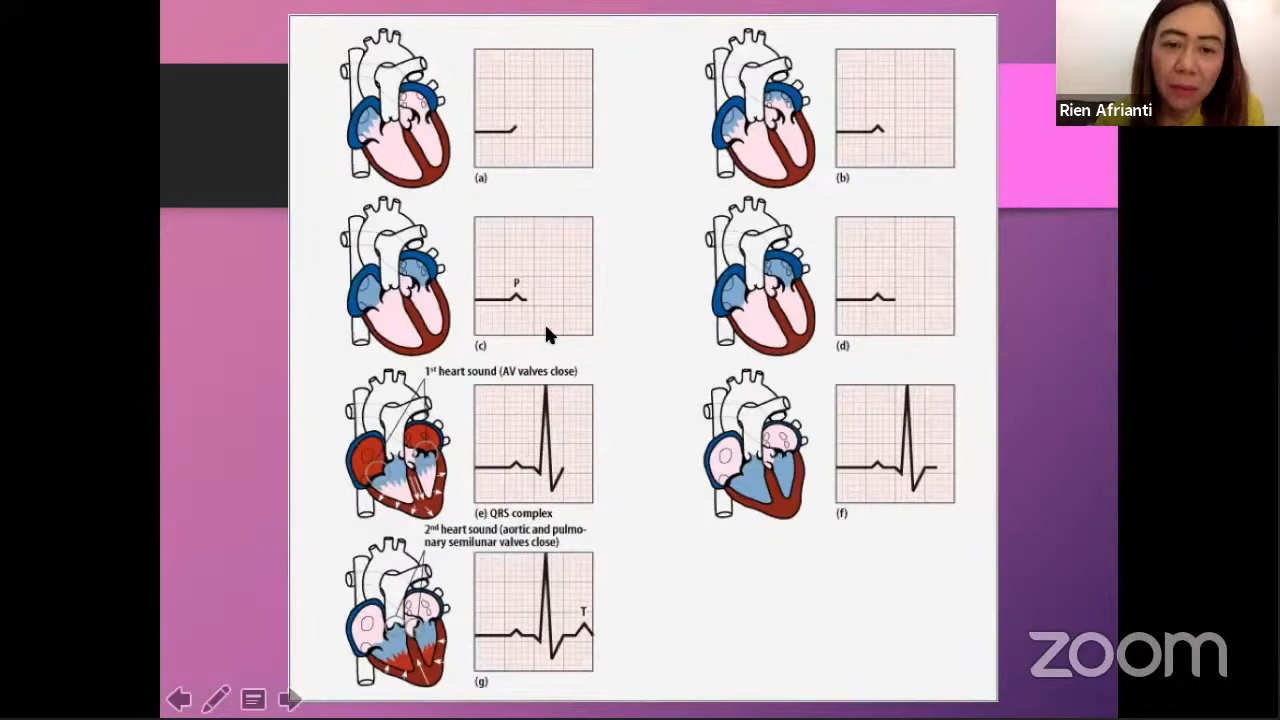 Rien Afrianti
(a)
(b)
P
(c)
(d)
1st heart sound (AV valves close)
(e) QRS complex
(f)
2nd heart sound (aortic and pulmo-
nary semilunar valves close)
T
(g)
zoom